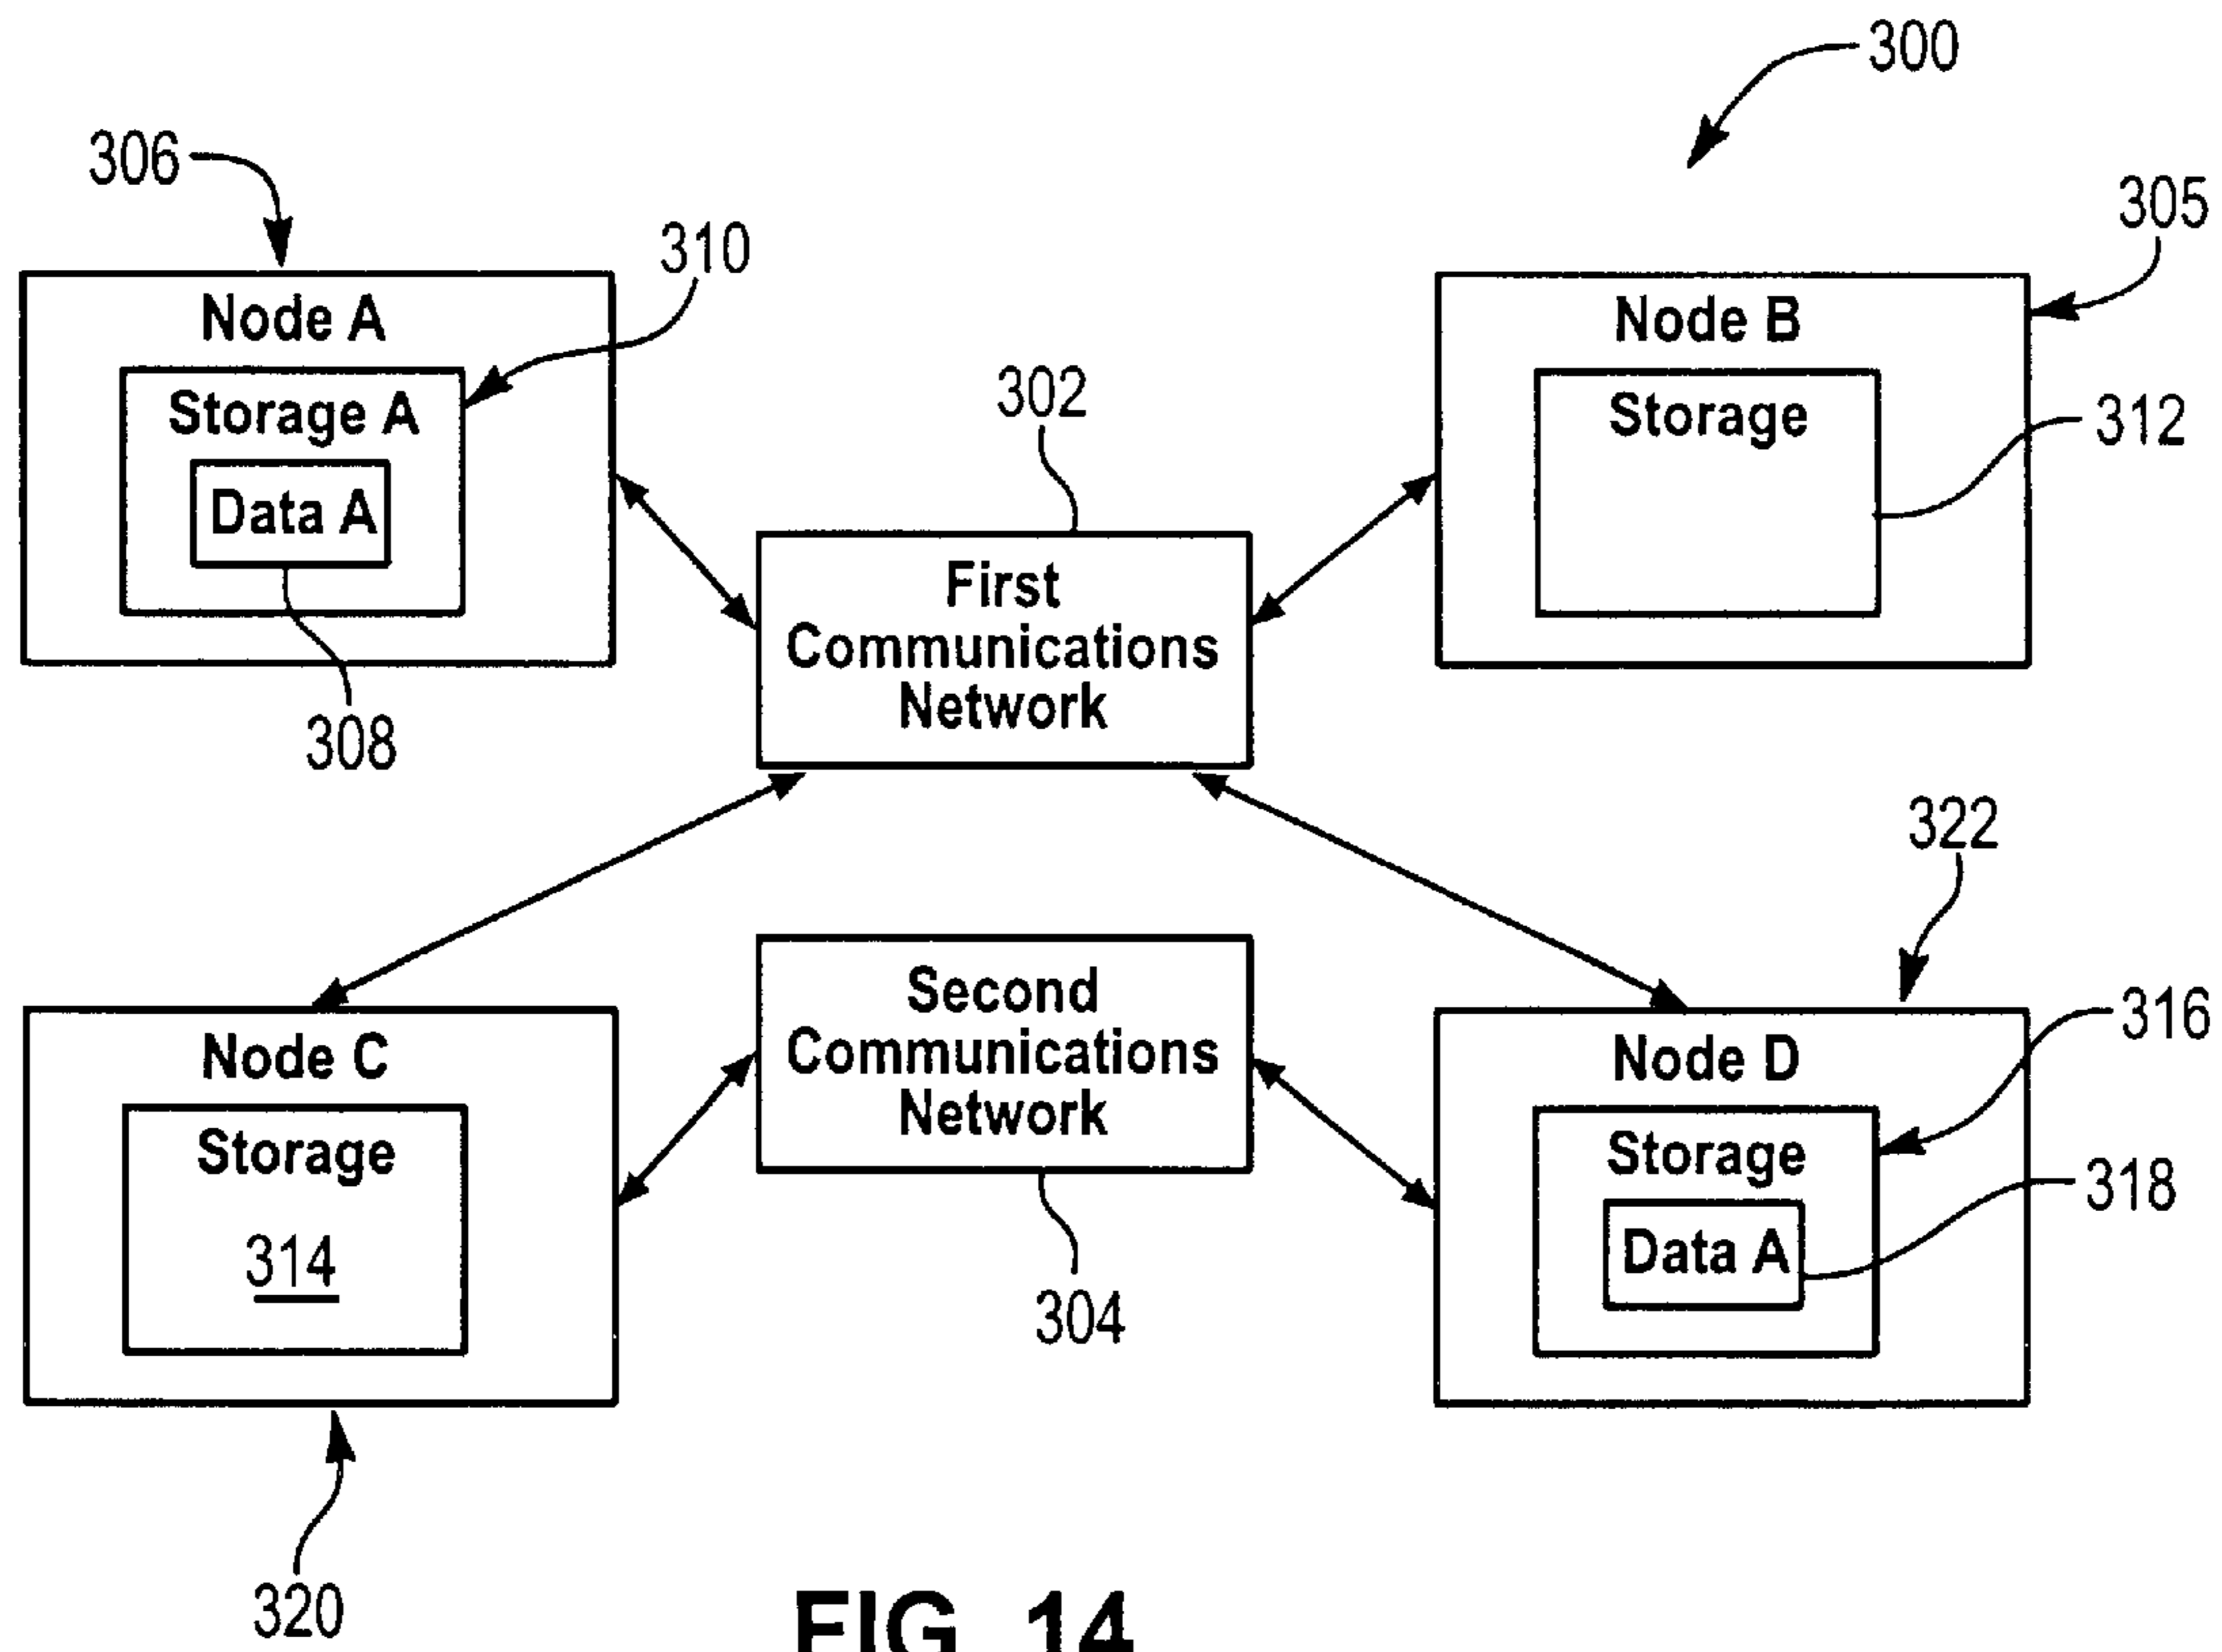 300
306
310
305
Node A
Storage A
Data A
308
302
Node B
Storage
312
First
Communications
Network
322
Second
Communications
Network
304
Node C
Storage
314
320
Node D
316
Storage
318
Data A
FIG. 14